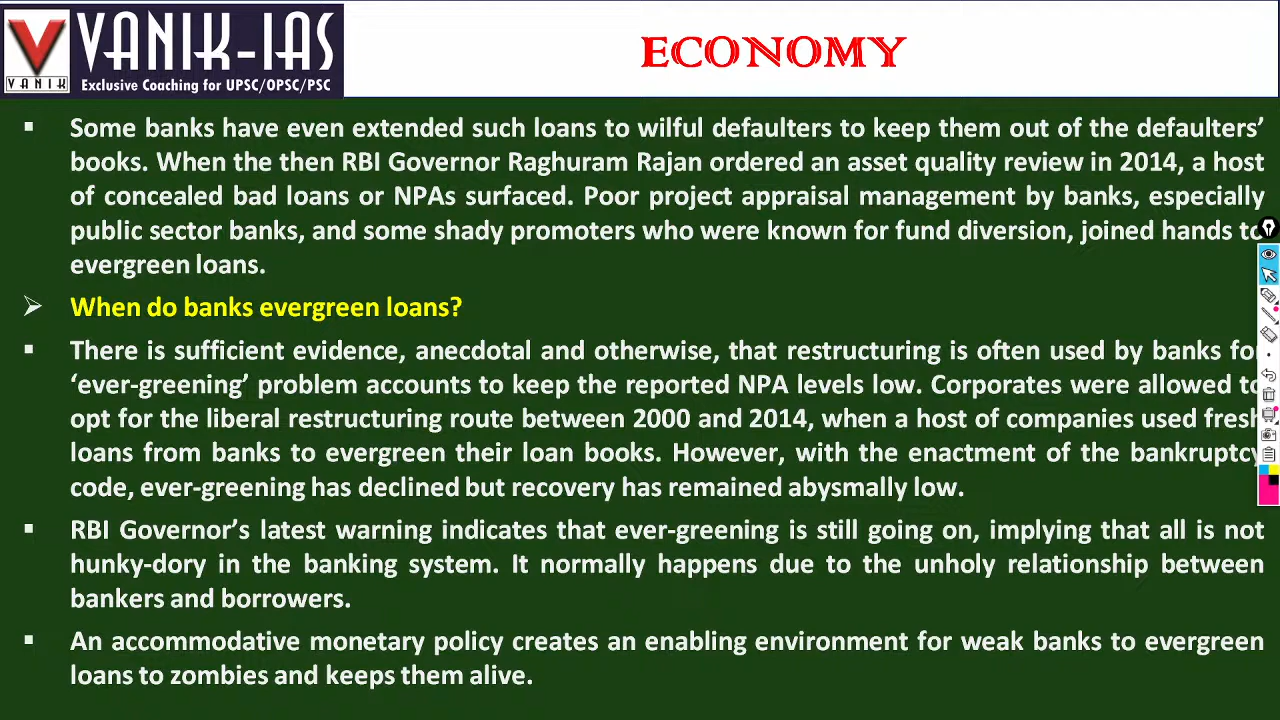 VANIK-IAS
VANIK
Exclusive Coaching for UPSC/OPSC/PSC
ECONOMY
▪ Some banks have even extended such loans to wilful defaulters to keep them out of the defaulters’
books. When the then RBI Governor Raghuram Rajan ordered an asset quality review in 2014, a host
of concealed bad loans or NPAs surfaced. Poor project appraisal management by banks, especially
public sector banks, and some shady promoters who were known for fund diversion, joined hands to
evergreen loans.
➢ When do banks evergreen loans?
▪ There is sufficient evidence, anecdotal and otherwise, that restructuring is often used by banks for
‘ever-greening’ problem accounts to keep the reported NPA levels low. Corporates were allowed to
opt for the liberal restructuring route between 2000 and 2014, when a host of companies used fresh
loans from banks to evergreen their loan books. However, with the enactment of the bankruptcy
code, ever-greening has declined but recovery has remained abysmally low.
▪ RBI Governor’s latest warning indicates that ever-greening is still going on, implying that all is not
hunky-dory in the banking system. It normally happens due to the unholy relationship between
bankers and borrowers.
▪ An accommodative monetary policy creates an enabling environment for weak banks to evergreen
loans to zombies and keeps them alive.